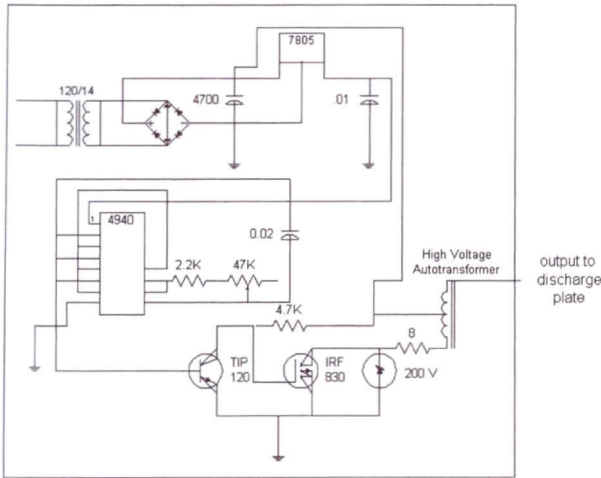 7805
120/14
4700
.01
1
4940
0.02
2.2K
47K
High Voltage
Autotransformer
output to
discharge
plate
4.7K
8
TIP
120
IRF
830
200 V